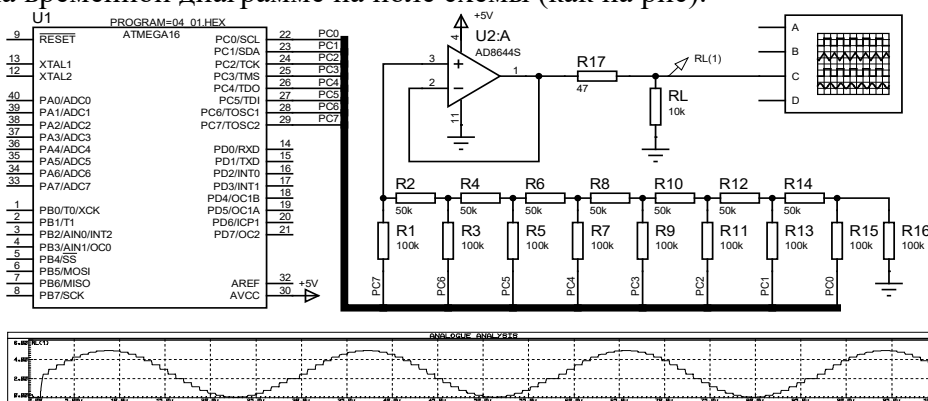 на временной диаграмме на поле схемы (как на рис).
U1
PROGRAM=04_01.HEX
ATMEGA16
9 RESET
13 XTAL1
12 XTAL2
40 PA0/ADC0
39 PA1/ADC1
38 PA2/ADC2
37 PA3/ADC3
36 PA4/ADC4
35 PA5/ADC5
34 PA6/ADC6
33 PA7/ADC7
1 PB0/T0/XCK
2 PB1/T1
3 PB2/AIN0/INT2
4 PB3/AIN1/OC0
5 PB4/SS
6 PB5/MOSI
7 PB6/MISO
8 PB7/SCK
PC0/SCL 22 PC0
PC1/SDA 23 PC1
PC2/TCK 24 PC2
PC3/TMS 25 PC3
PC4/TDO 26 PC4
PC5/TDI 27 PC5
PC6/TOSC1 28 PC6
PC7/TOSC2 29 PC7
PD0/RXD 14
PD1/TXD 15
PD2/INT0 16
PD3/INT1 17
PD4/OC1B 18
PD5/OC1A 19
PD6/ICP1 20
PD7/OC2 21
AREF 32
AVCC 30
+5V
+5V
U2:A
AD8644S
3 + 4
2 - 1
11
R17
47
RL(1)
RL
10k
A
B
C
D
R2 R4 R6 R8 R10 R12 R14
50k 50k 50k 50k 50k 50k 50k
R1 R3 R5 R7 R9 R11 R13 R15 R16
100k 100k 100k 100k 100k 100k 100k 100k 100k
PC7 PC6 PC5 PC4 PC3 PC2 PC1 PC0
ANALOGUE ANALYSIS
RL(1)